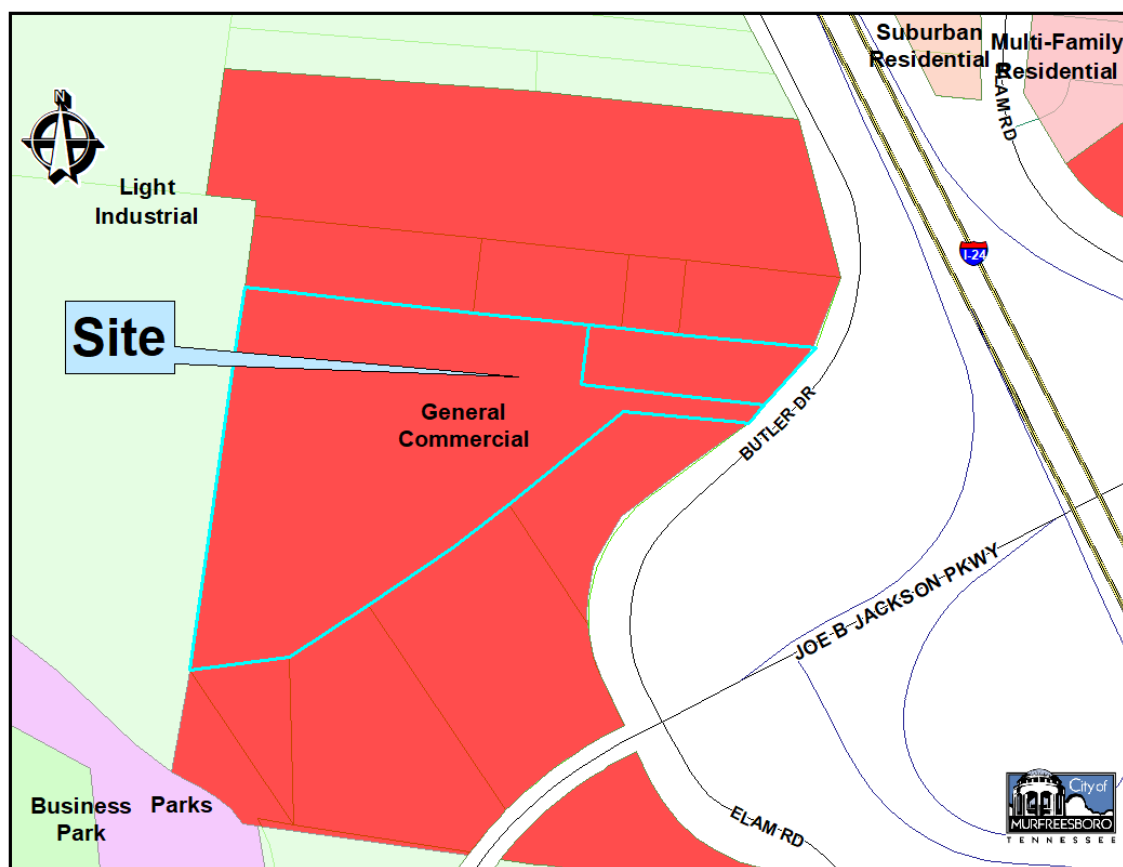 Suburban
Residential
Multi-Family
Residential
ELAM RD
N
Light
Industrial
I-24
Site
General
Commercial
BUTLER DR
JOE B JACKSON PKWY
Business
Park
Parks
ELAM RD
City of
MURFREESBORO
TENNESSEE